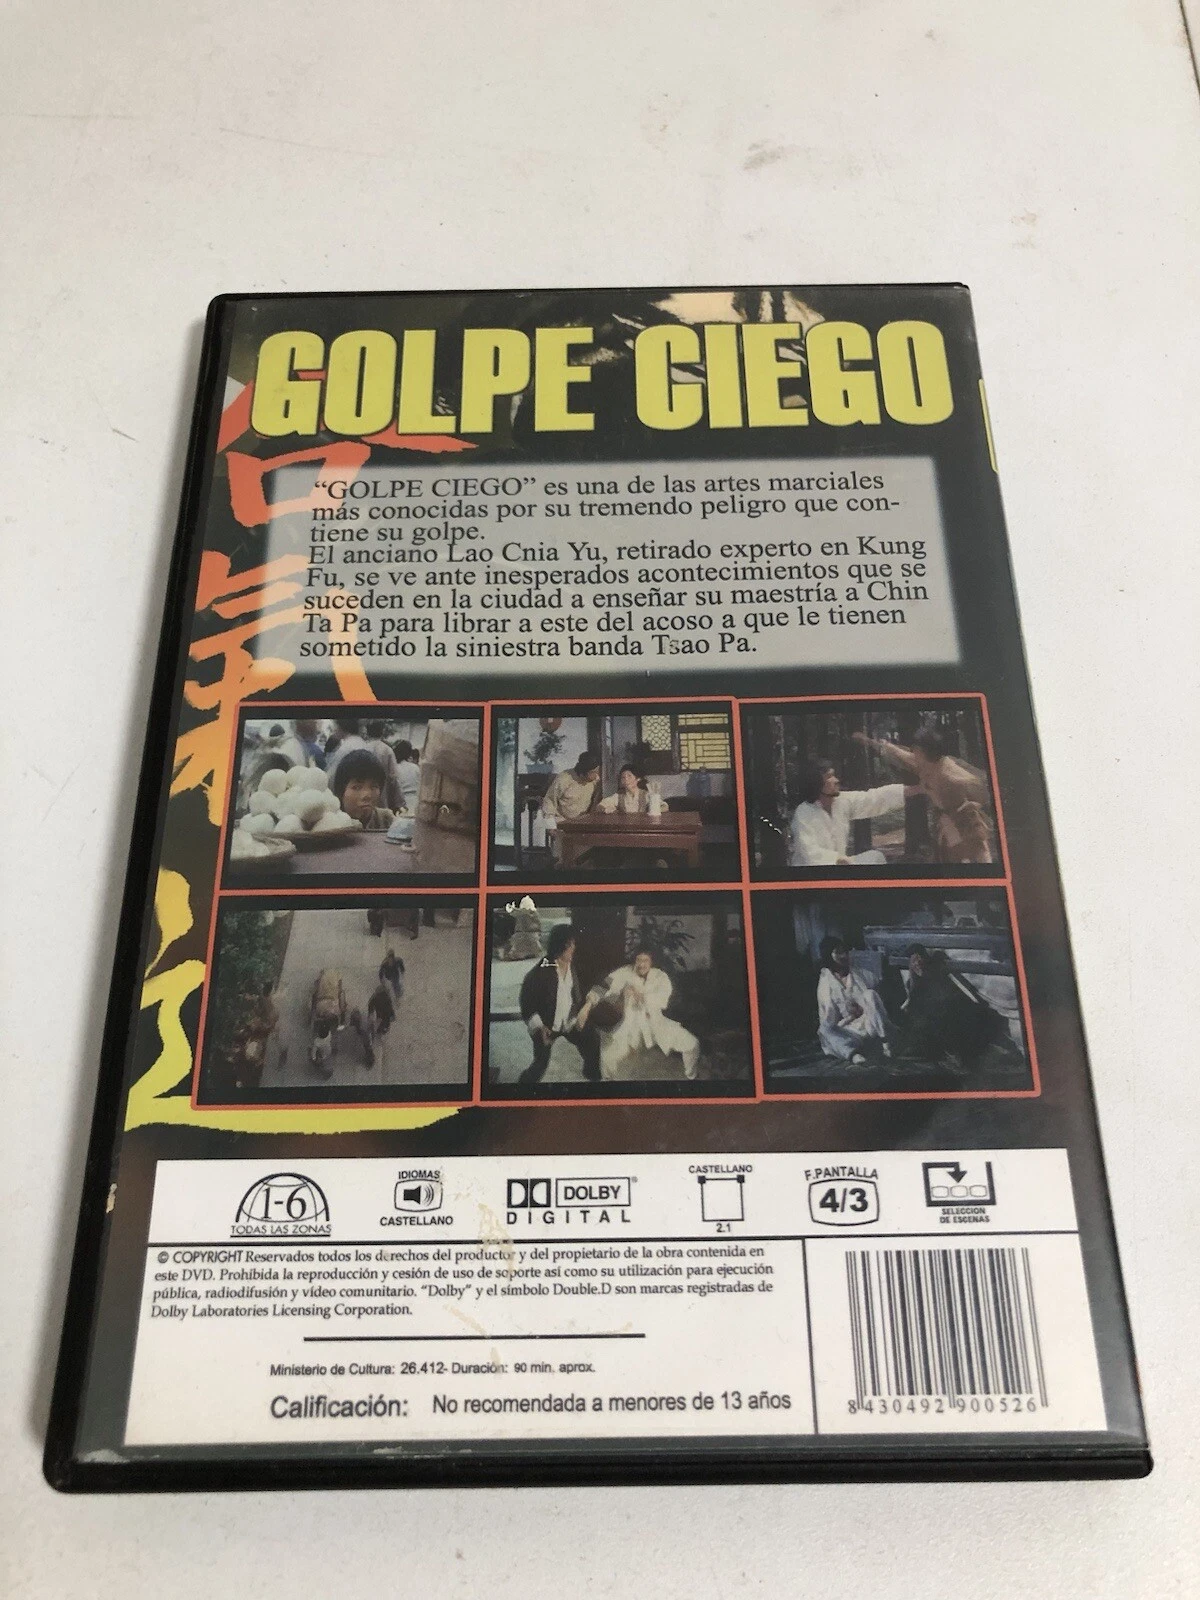 GOLPE CIEGO
“GOLPE CIEGO” es una de las artes marciales
más conocidas por su tremendo peligro que con-
tiene su golpe.
El anciano Lao Cnia Yu, retirado experto en Kung
Fu, se ve ante inesperados acontecimientos que se
suceden en la ciudad a enseñar su maestría a Chin
Ta Pa para librar a este del acoso a que le tienen
sometido la siniestra banda Tsao Pa.
1-6
TODAS LAS ZONAS
IDIOMAS
CASTELLANO
DOLBY
DIGITAL
CASTELLANO
2.1
F.PANTALLA
4/3
SELECCION
DE ESCENAS
© COPYRIGHT Reservados todos los derechos del productor y del propietario de la obra contenida en
este DVD. Prohibida la reproducción y cesión de uso de soporte así como su utilización para ejecución
pública, radiodifusión y vídeo comunitario. “Dolby” y el símbolo Double.D son marcas registradas de
Dolby Laboratories Licensing Corporation.
Ministerio de Cultura: 26.412- Duración: 90 min. aprox.
Calificación: No recomendada a menores de 13 años
8 430492 900526